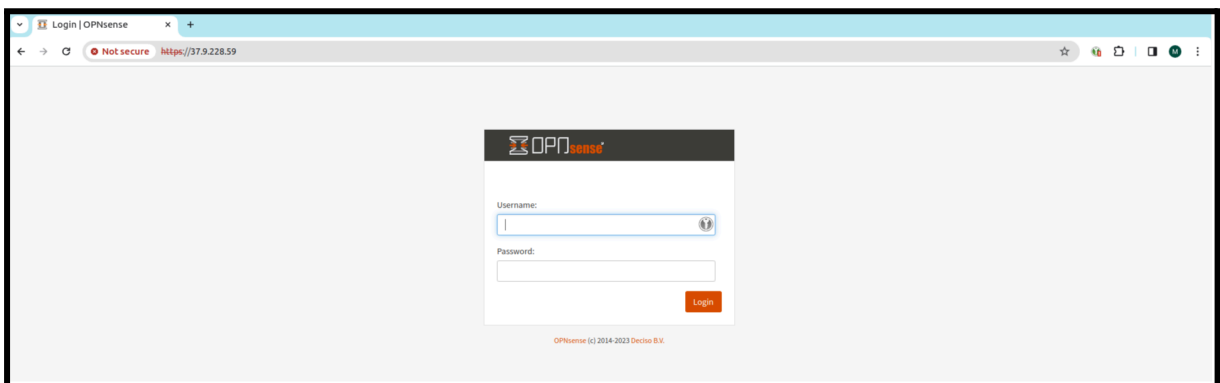 Login | OPNsense
Not secure https://37.9.228.59
M
OPNsense
Username:
Password:
Login
OPNsense (c) 2014-2023 Deciso B.V.